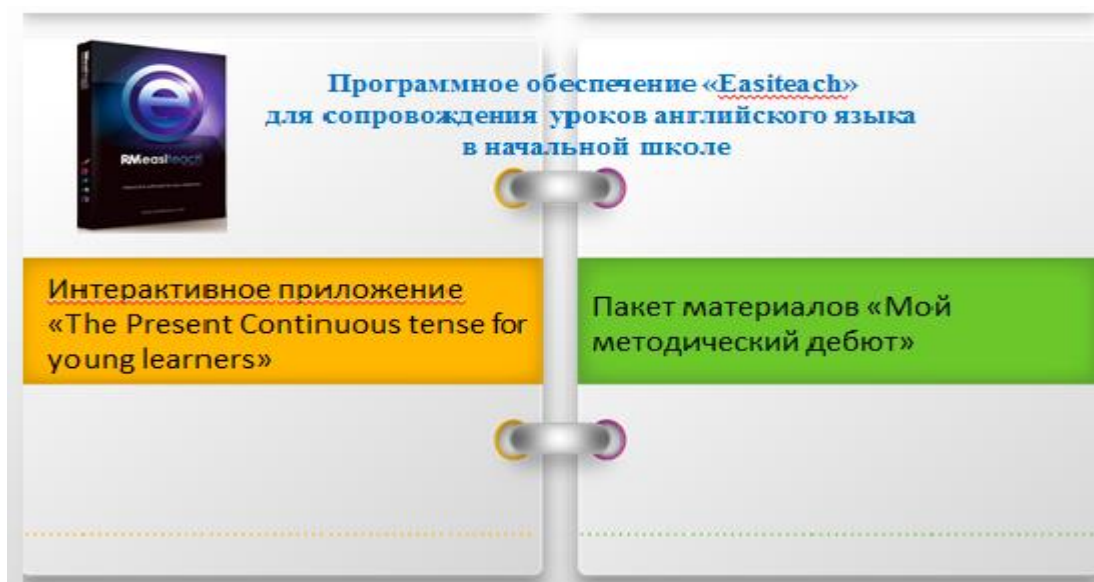 Программное обеспечение «Easiteach»
для сопровождения уроков английского языка
в начальной школе
RMeasiteach
Интерактивное приложение
«The Present Continuous tense for
young learners»
Пакет материалов «Мой
методический дебют»